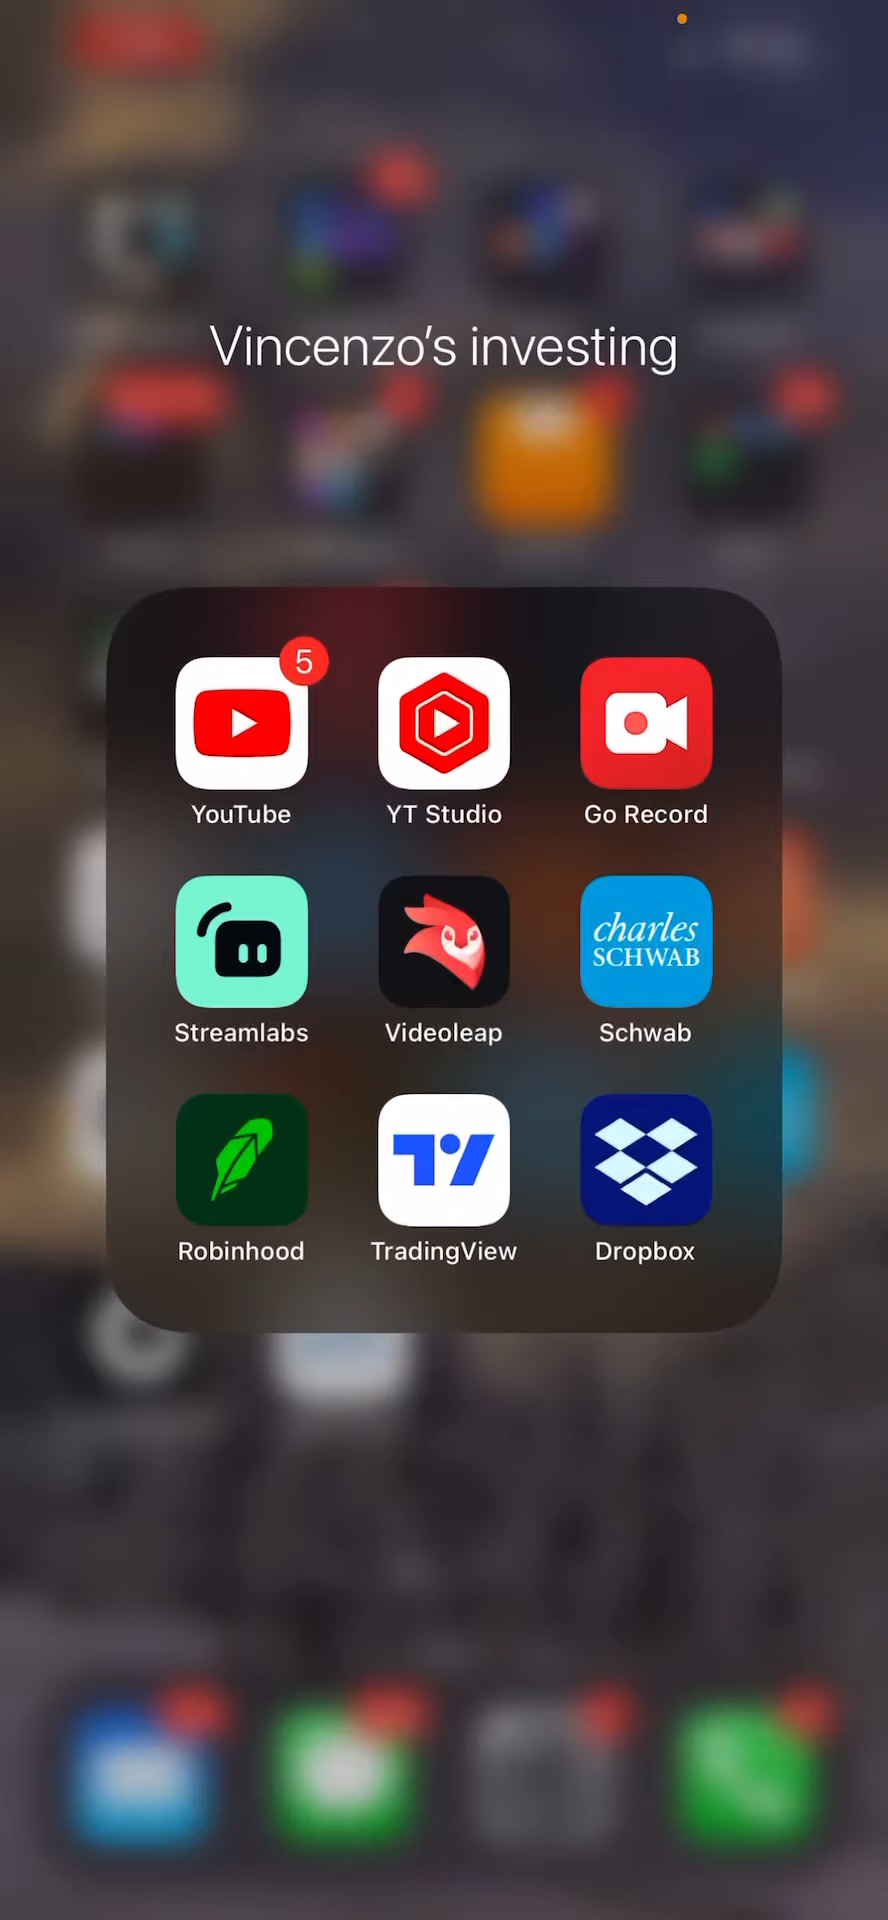 Vincenzo's investing
5
YouTube
YT Studio
Go Record
charles
SCHWAB
Streamlabs
Videoleap
Schwab
Robinhood
TradingView
Dropbox